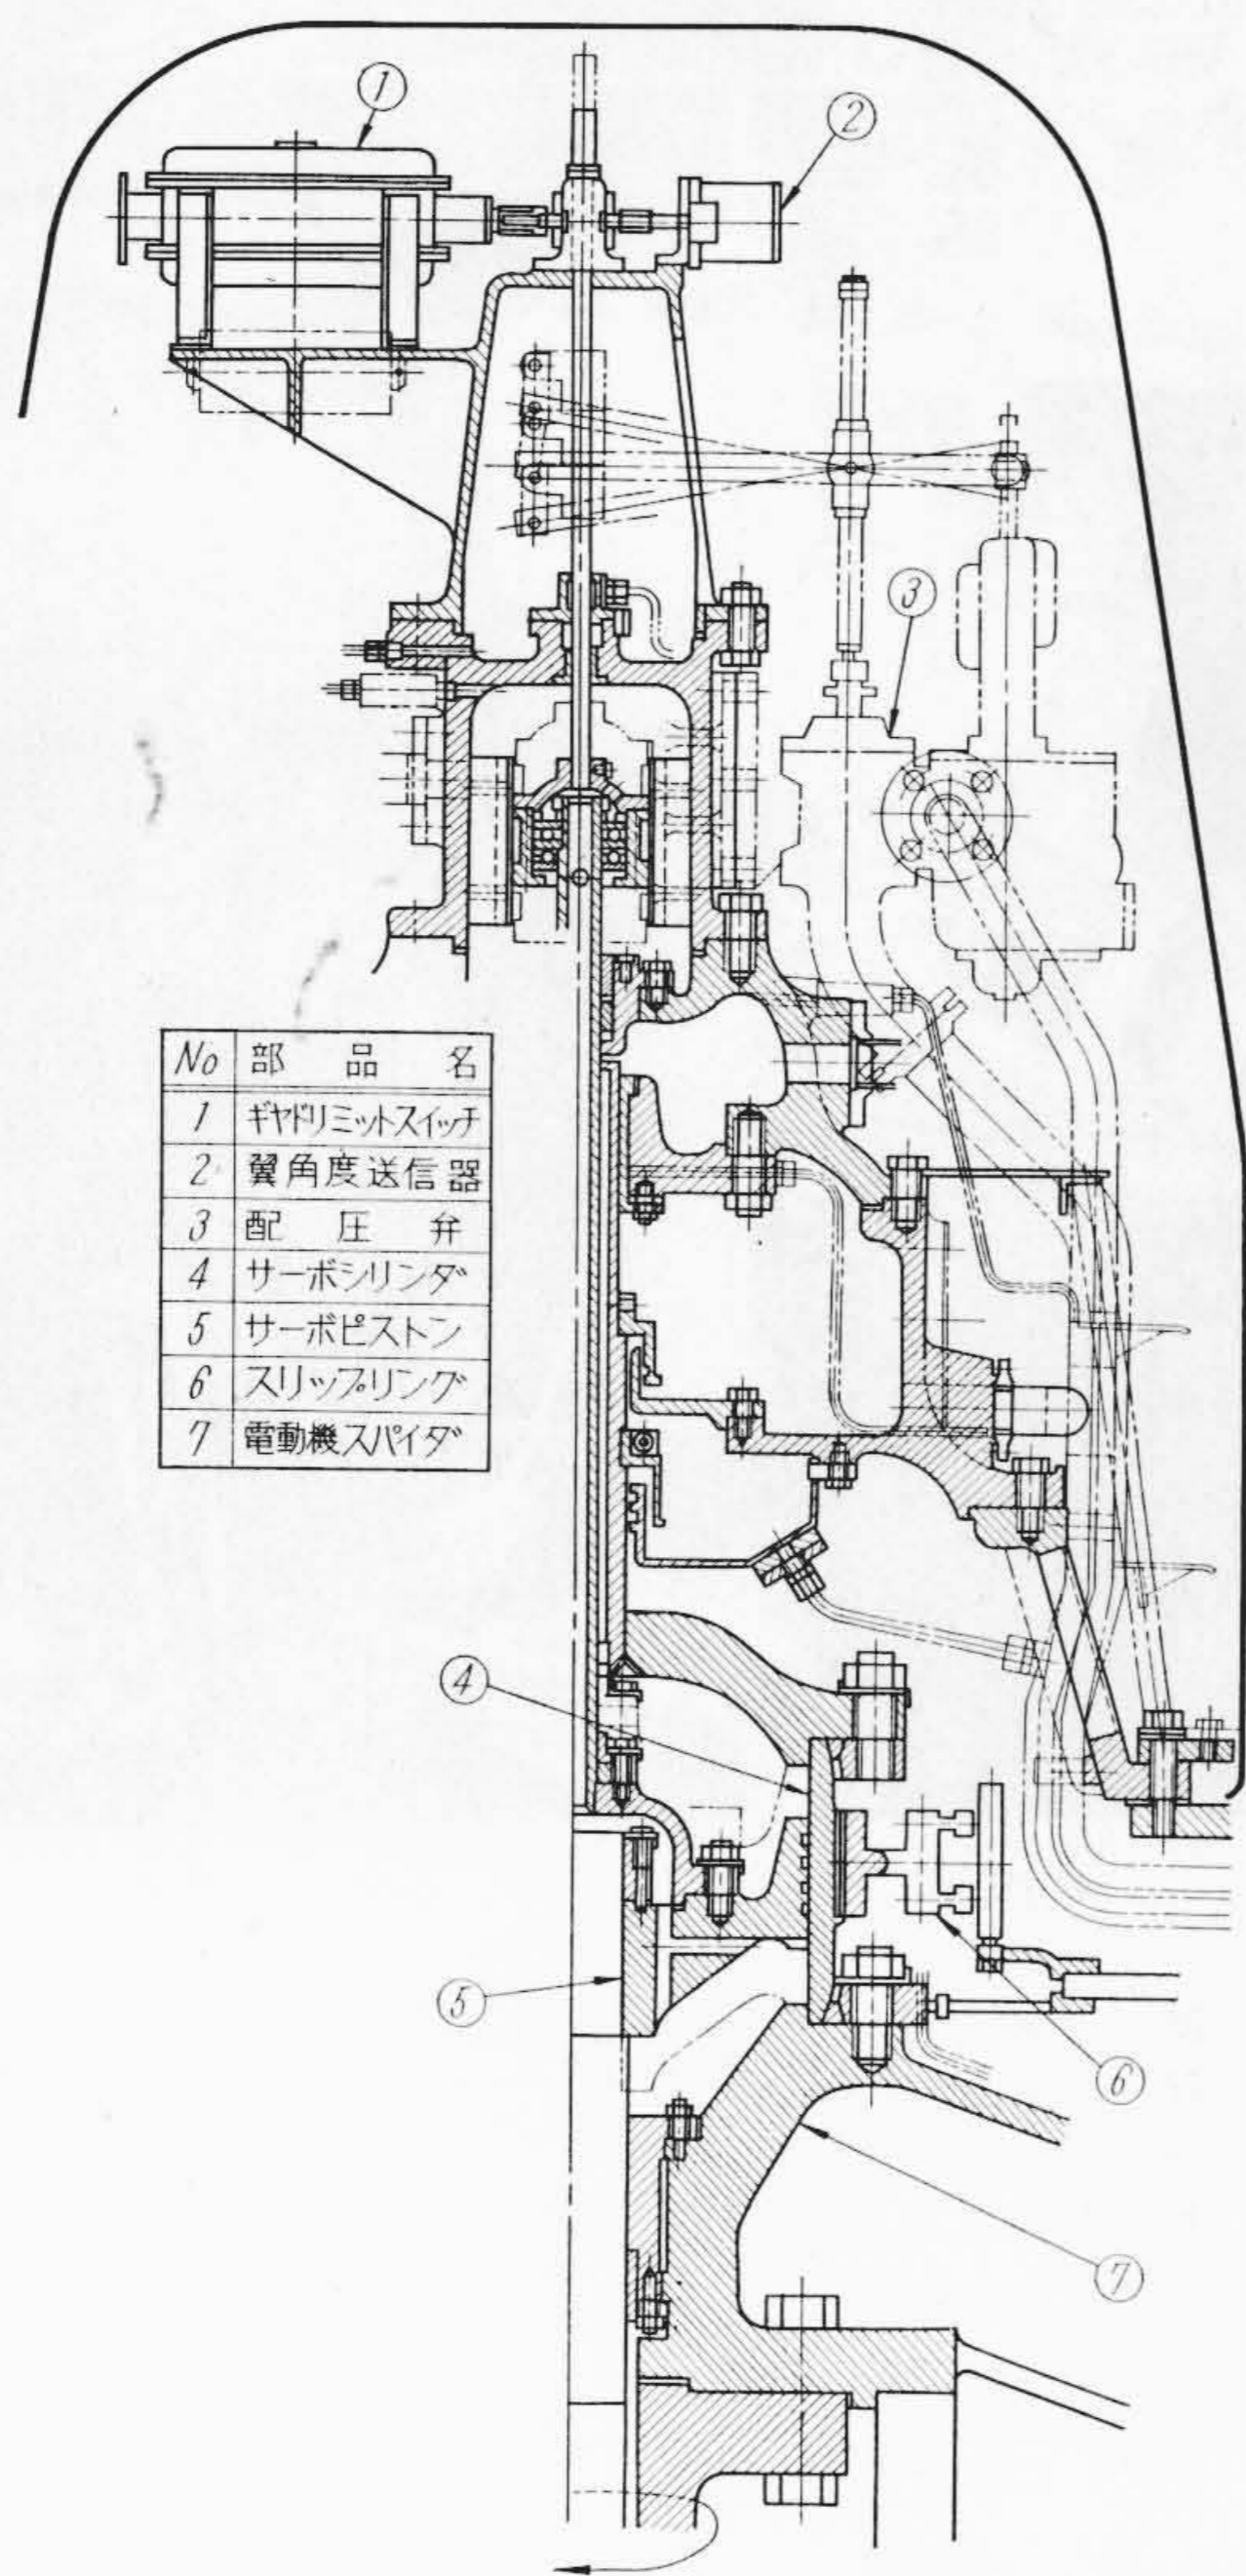 ①
②
③
No 部品名
1 ギヤドリミットスイッチ
2 翼角度送信器
3 配圧弁
4 サーボシリンダ
5 サーボピストン
6 スリップリング
7 電動機スパイダ
④
⑤
⑥
⑦